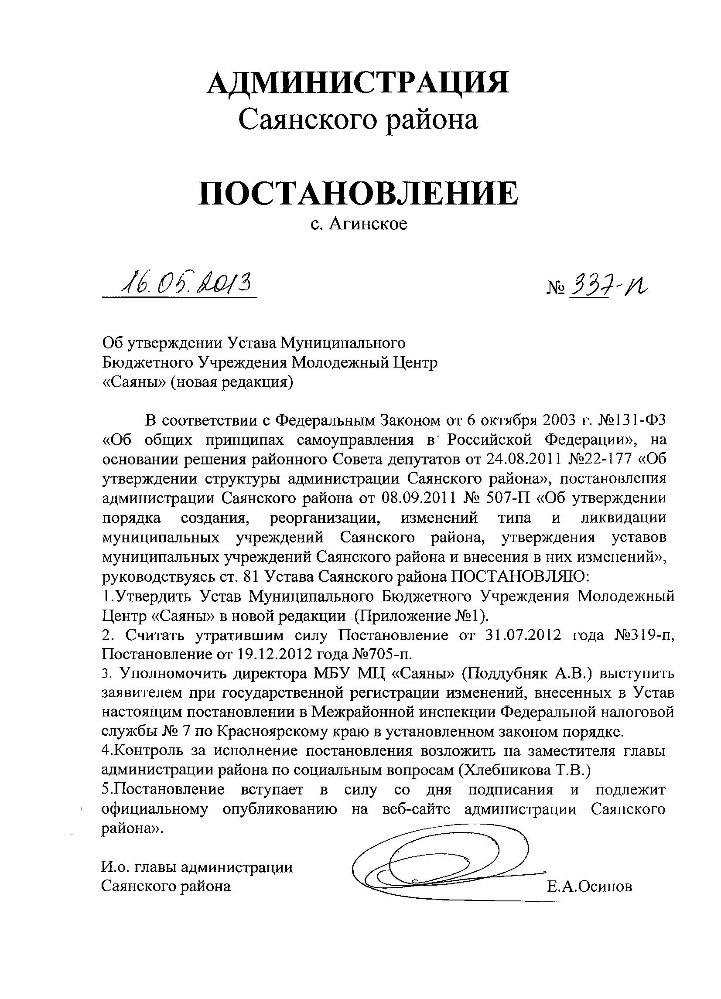 АДМИНИСТРАЦИЯ
Саянского района
ПОСТАНОВЛЕНИЕ
с. Агинское
16.05.2013 № 337-п
Об утверждении Устава Муниципального
Бюджетного Учреждения Молодежный Центр
«Саяны» (новая редакция)
В соответствии с Федеральным Законом от 6 октября 2003 г. №131-ФЗ
«Об общих принципах самоуправления в Российской Федерации», на
основании решения районного Совета депутатов от 24.08.2011 №22-177 «Об
утверждении структуры администрации Саянского района», постановления
администрации Саянского района от 08.09.2011 № 507-П «Об утверждении
порядка создания, реорганизации, изменений типа и ликвидации
муниципальных учреждений Саянского района, утверждения уставов
муниципальных учреждений Саянского района и внесения в них изменений»,
руководствуясь ст. 81 Устава Саянского района ПОСТАНОВЛЯЮ:
1.Утвердить Устав Муниципального Бюджетного Учреждения Молодежный
Центр «Саяны» в новой редакции (Приложение №1).
2. Считать утратившим силу Постановление от 31.07.2012 года №319-п,
Постановление от 19.12.2012 года №705-п.
3. Уполномочить директора МБУ МЦ «Саяны» (Поддубняк А.В.) выступить
заявителем при государственной регистрации изменений, внесенных в Устав
настоящим постановлении в Межрайонной инспекции Федеральной налоговой
службы № 7 по Красноярскому краю в установленном законом порядке.
4.Контроль за исполнение постановления возложить на заместителя главы
администрации района по социальным вопросам (Хлебникова Т.В.)
5.Постановление вступает в силу со дня подписания и подлежит
официальному опубликованию на веб-сайте администрации Саянского
района».
И.о. главы администрации
Саянского района Е.А.Осипов